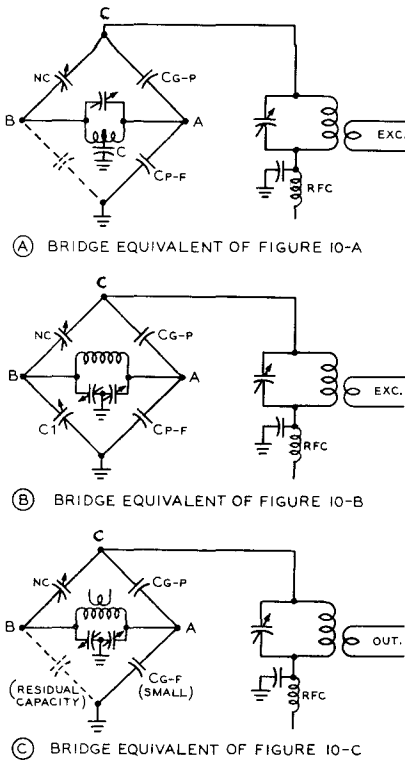 C
NC
CG-P
B
A
C
CP-F
EXC.
RFC
Ⓐ BRIDGE EQUIVALENT OF FIGURE 10-A
C
NC
CG-P
B
A
C1
CP-F
EXC.
RFC
Ⓑ BRIDGE EQUIVALENT OF FIGURE 10-B
C
NC
CG-P
B
A
(RESIDUAL CAPACITY)
CG-F
(SMALL)
OUT.
RFC
Ⓒ BRIDGE EQUIVALENT OF FIGURE 10-C